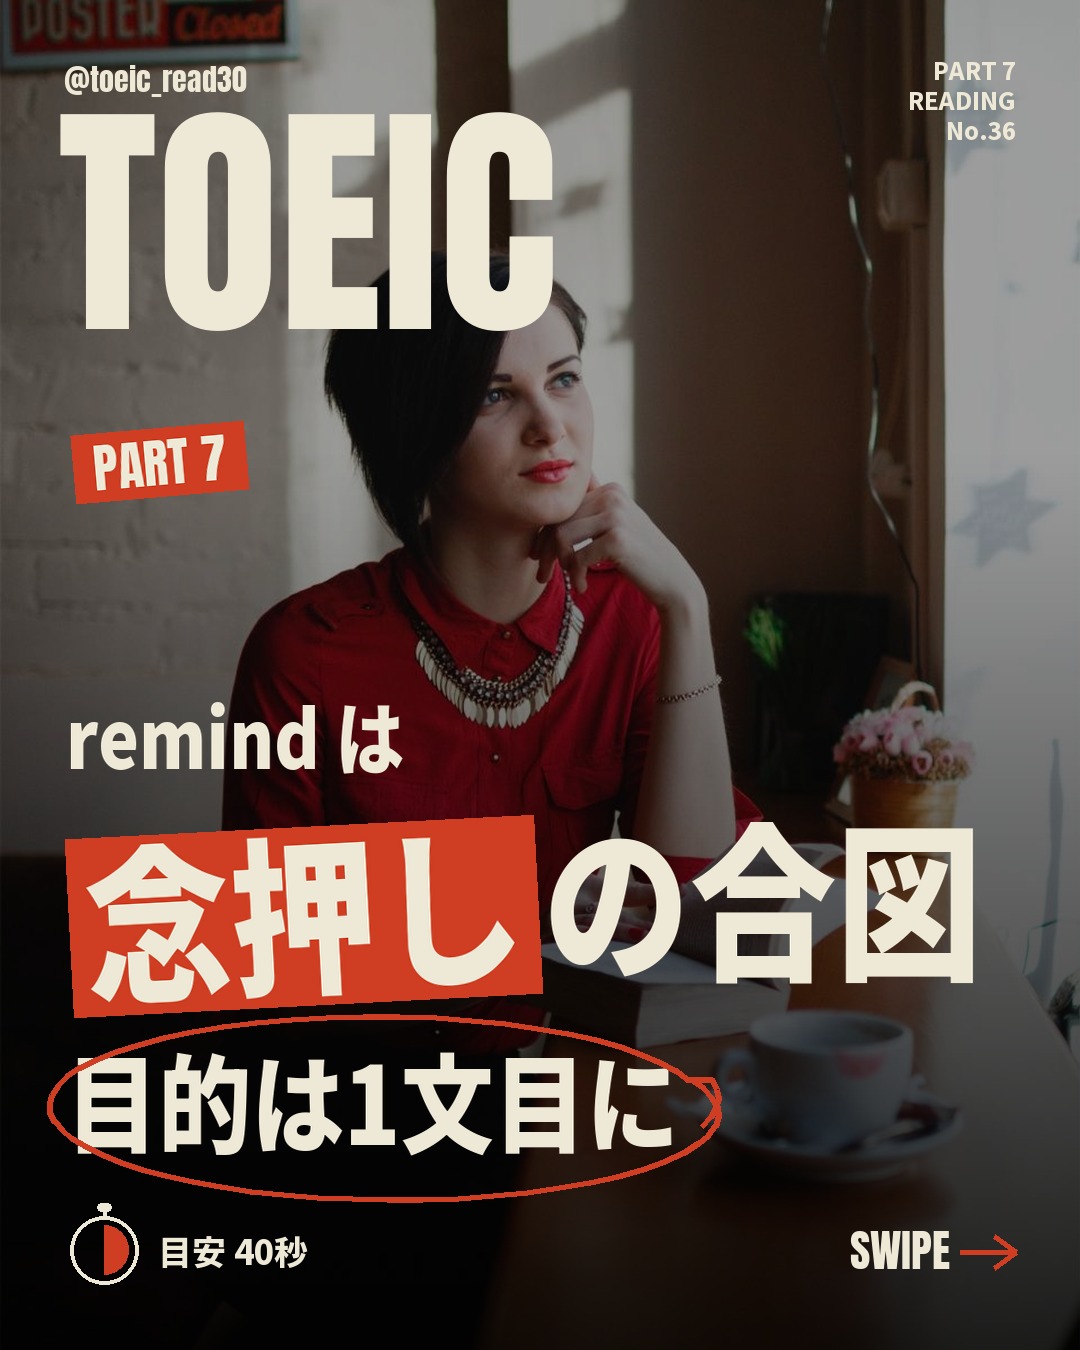 POSTER Closed
@toeic_read30
PART 7
READING
No.36
TOEIC
PART 7
remind は
念押しの合図
目的は1文目に
目安 40秒
SWIPE